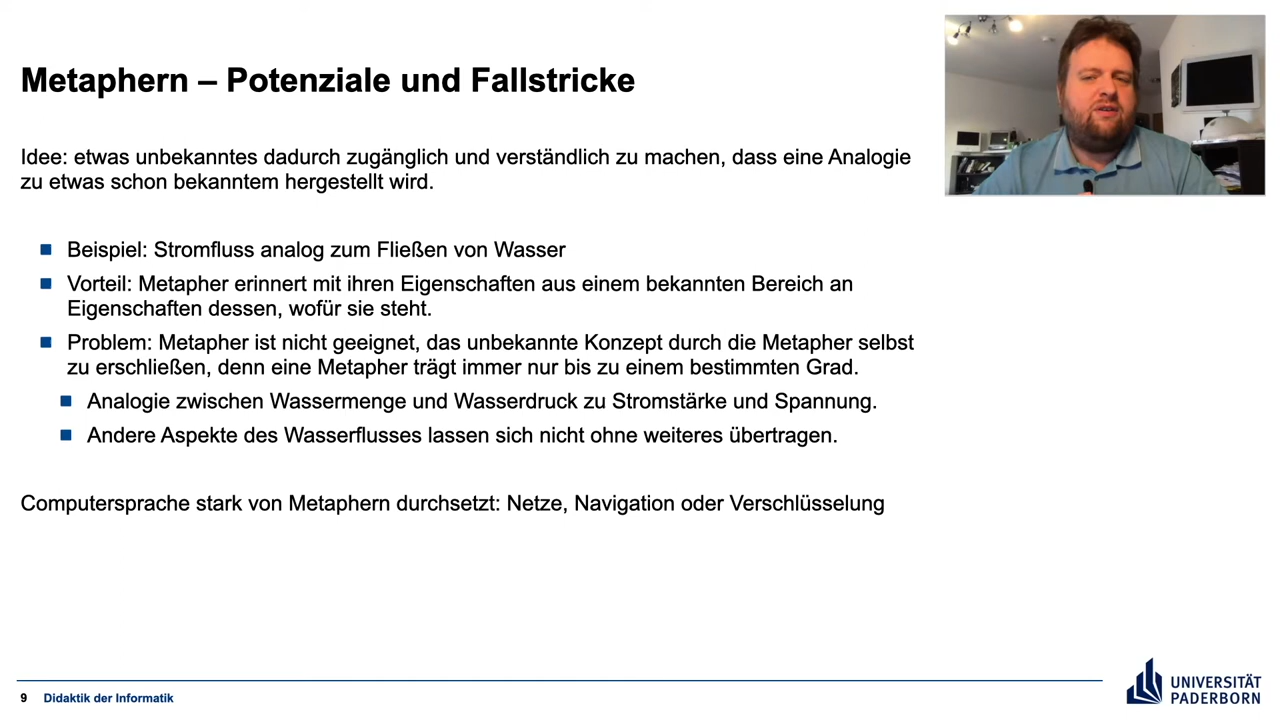 Metaphern – Potenziale und Fallstricke
Idee: etwas unbekanntes dadurch zugänglich und verständlich zu machen, dass eine Analogie
zu etwas schon bekanntem hergestellt wird.
Beispiel: Stromfluss analog zum Fließen von Wasser
Vorteil: Metapher erinnert mit ihren Eigenschaften aus einem bekannten Bereich an
Eigenschaften dessen, wofür sie steht.
Problem: Metapher ist nicht geeignet, das unbekannte Konzept durch die Metapher selbst
zu erschließen, denn eine Metapher trägt immer nur bis zu einem bestimmten Grad.
Analogie zwischen Wassermenge und Wasserdruck zu Stromstärke und Spannung.
Andere Aspekte des Wasserflusses lassen sich nicht ohne weiteres übertragen.
Computersprache stark von Metaphern durchsetzt: Netze, Navigation oder Verschlüsselung
9 Didaktik der Informatik
UNIVERSITÄT
PADERBORN